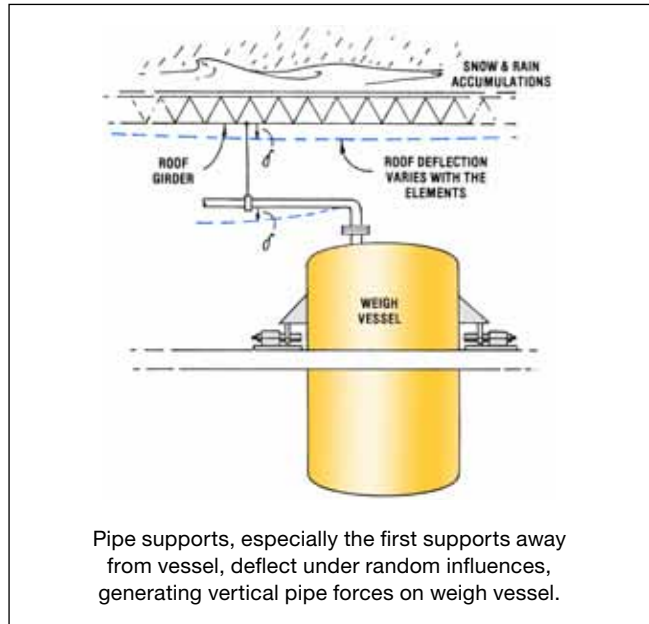 SNOW & RAIN
ACCUMULATIONS
ROOF
GIRDER
ROOF DEFLECTION
VARIES WITH THE
ELEMENTS
WEIGH
VESSEL
Pipe supports, especially the first supports away
from vessel, deflect under random influences,
generating vertical pipe forces on weigh vessel.